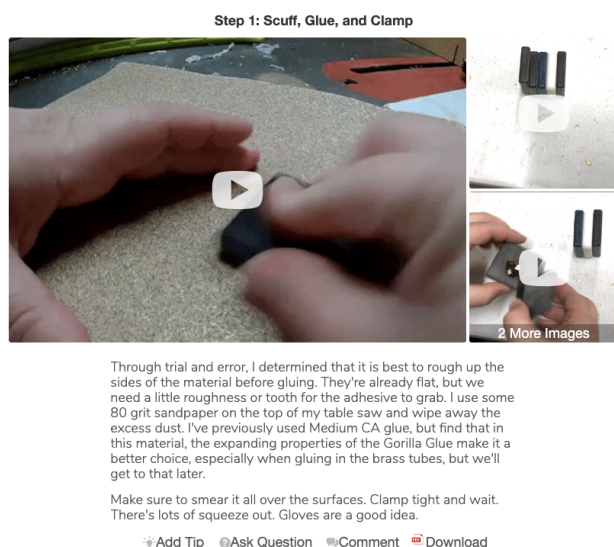 Step 1: Scuff, Glue, and Clamp
2 More Images
Through trial and error, I determined that it is best to rough up the
sides of the material before gluing. They're already flat, but we
need a little roughness or tooth for the adhesive to grab. I use some
80 grit sandpaper on the top of my table saw and wipe away the
excess dust. I've previously used Medium CA glue, but find that in
this material, the expanding properties of the Gorilla Glue make it a
better choice, especially when gluing in the brass tubes, but we'll
get to that later.
Make sure to smear it all over the surfaces. Clamp tight and wait.
There's lots of squeeze out. Gloves are a good idea.
Add Tip Ask Question Comment Download